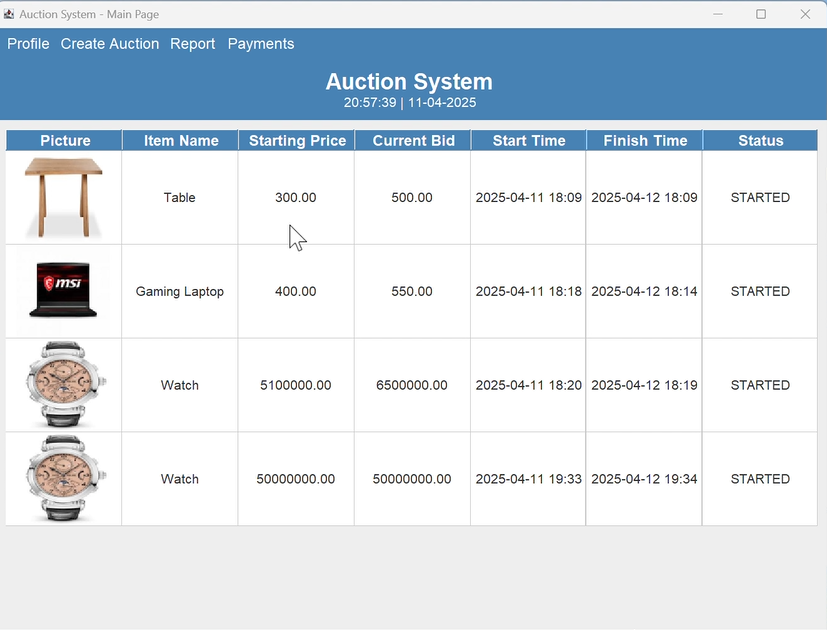 Auction System - Main Page
Profile Create Auction Report Payments
Auction System
20:57:39 | 11-04-2025
Picture Item Name Starting Price Current Bid Start Time Finish Time Status
Table 300.00 500.00 2025-04-11 18:09 2025-04-12 18:09 STARTED
msi
Gaming Laptop 400.00 550.00 2025-04-11 18:18 2025-04-12 18:14 STARTED
Watch 5100000.00 6500000.00 2025-04-11 18:20 2025-04-12 18:19 STARTED
Watch 50000000.00 50000000.00 2025-04-11 19:33 2025-04-12 19:34 STARTED